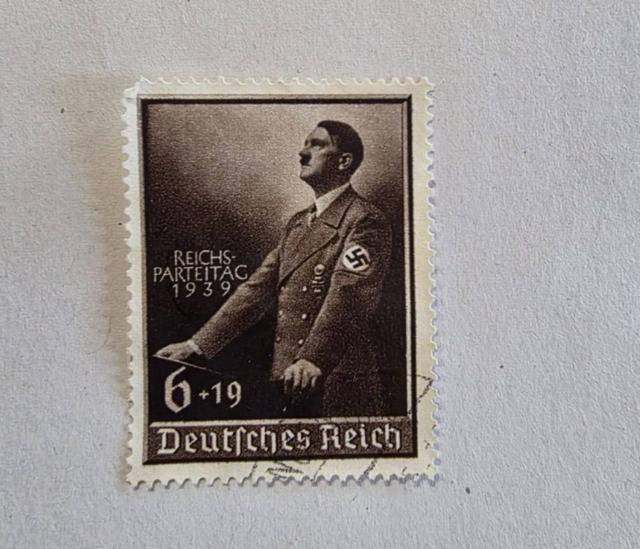 REICHS-
PARTEITAG
1939
6 + 19
Deutſches Reich